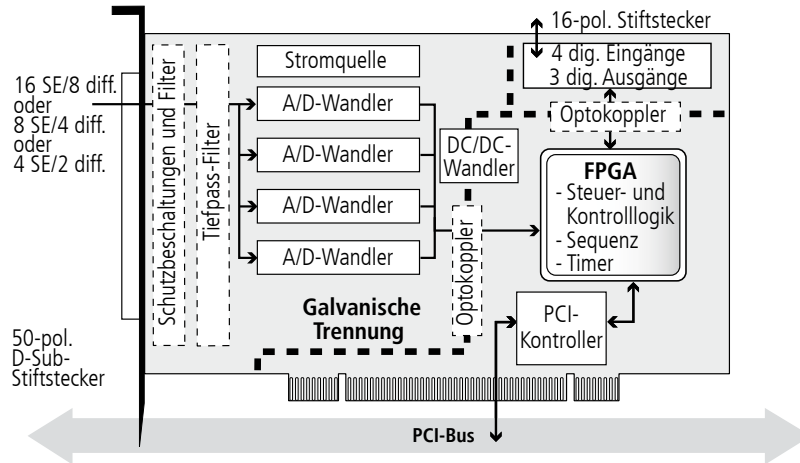 16-pol. Stiftstecker
4 dig. Eingänge
3 dig. Ausgänge
Optokoppler
16 SE/8 diff.
oder
8 SE/4 diff.
oder
4 SE/2 diff.
Schutzbeschaltungen und Filter
Tiefpass-Filter
Stromquelle
A/D-Wandler
A/D-Wandler
A/D-Wandler
A/D-Wandler
DC/DC-
Wandler
Optokoppler
FPGA
- Steuer- und
Kontrolllogik
- Sequenz
- Timer
Galvanische
Trennung
PCI-
Kontroller
50-pol.
D-Sub-
Stiftstecker
PCI-Bus